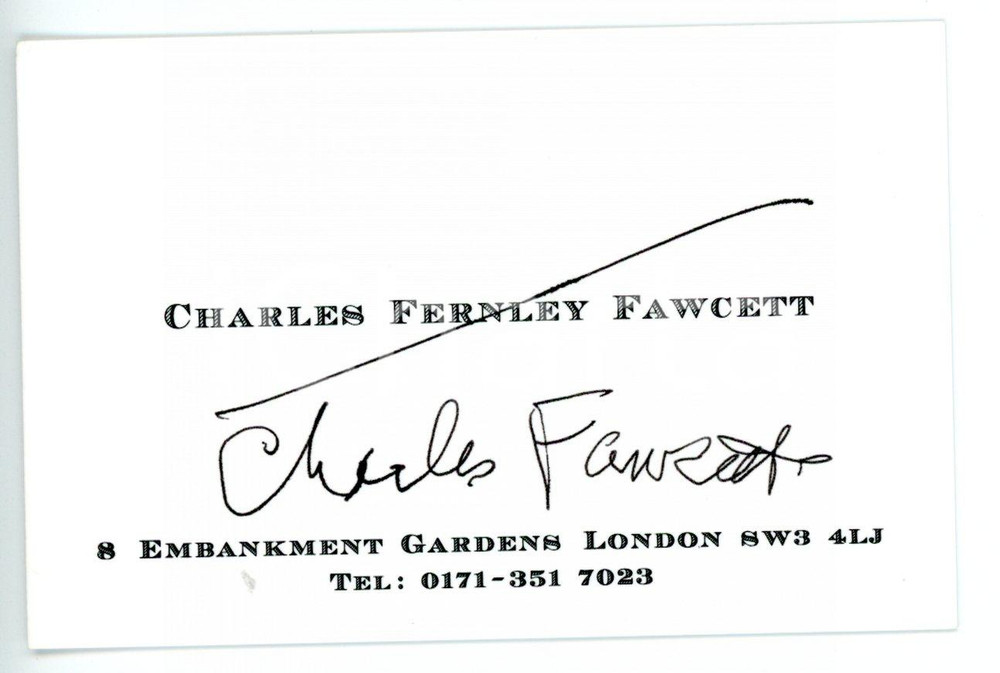 Charles Fernley Fawcett
Charles Fawcett
8 Embankment Gardens London SW3 4LJ
Tel: 0171-351 7023